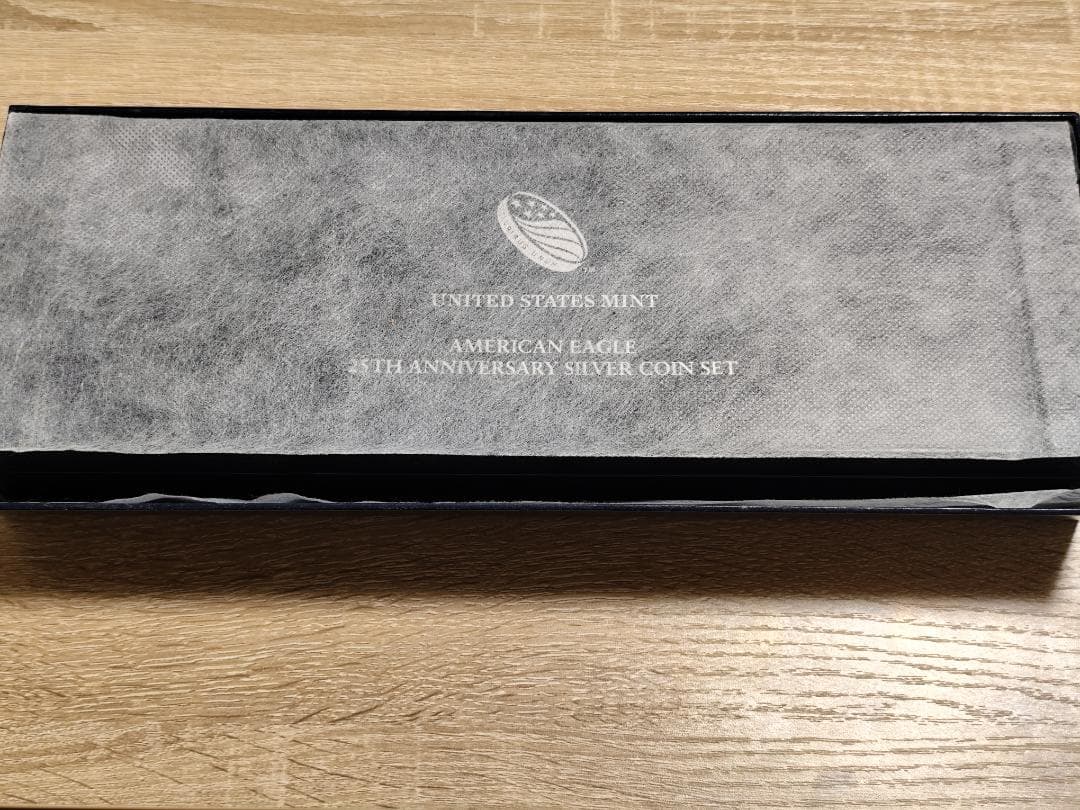 UNITED STATES MINT
AMERICAN EAGLE
25TH ANNIVERSARY SILVER COIN SET